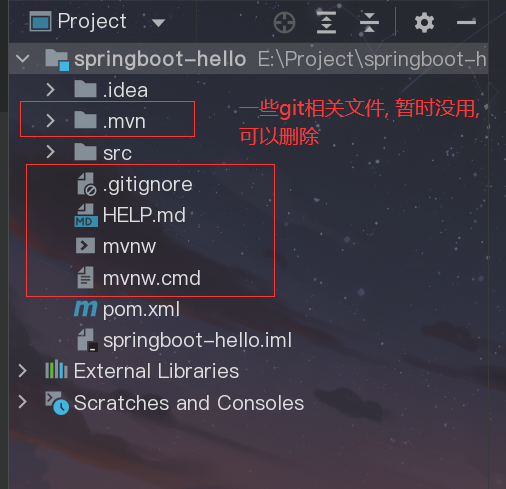 Project
springboot-hello E:\Project\springboot-h
.idea
.mvn
一些git相关文件, 暂时没用,
可以删除
src
.gitignore
MD HELP.md
mvnw
mvnw.cmd
m pom.xml
springboot-hello.iml
External Libraries
Scratches and Consoles